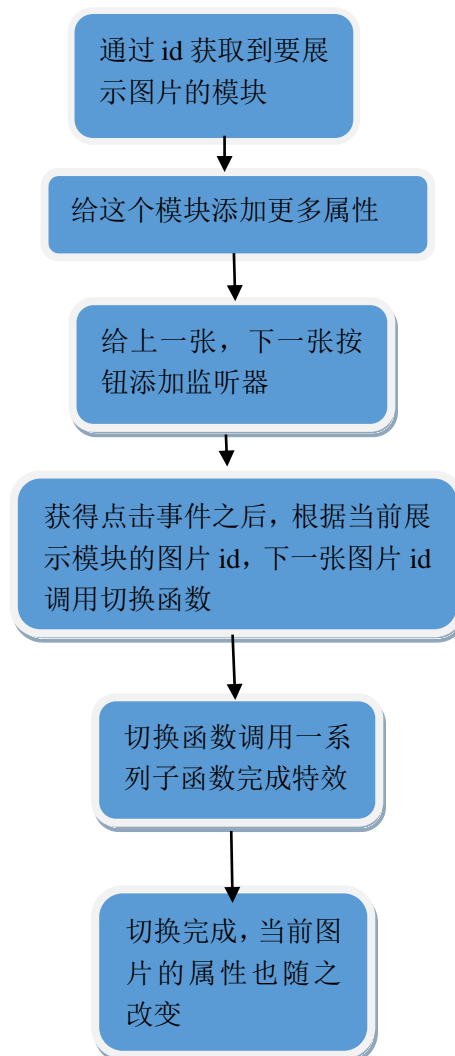 通过 id 获取到要展
示图片的模块
给这个模块添加更多属性
给上一张，下一张按
钮添加监听器
获得点击事件之后，根据当前展
示模块的图片 id，下一张图片 id
调用切换函数
切换函数调用一系
列子函数完成特效
切换完成，当前图
片的属性也随之
改变